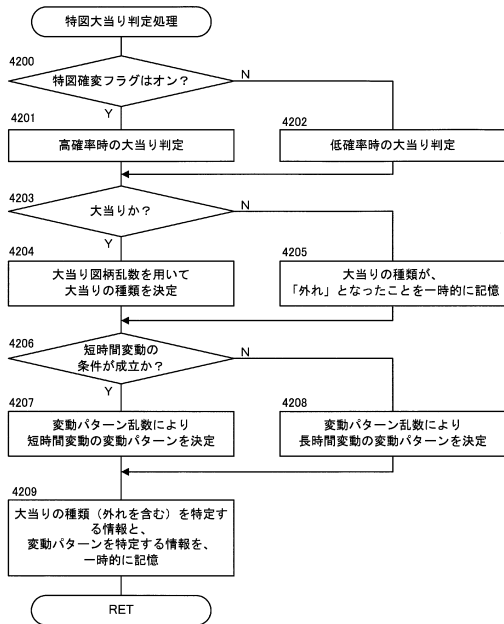 特図大当り判定処理
4200
特図確変フラグはオン？
N
Y
4201
高確率時の大当り判定
4202
低確率時の大当り判定
4203
大当りか？
N
Y
4204
大当り図柄乱数を用いて
大当りの種類を決定
4205
大当りの種類が、
「外れ」となったことを一時的に記憶
4206
短時間変動の
条件が成立か？
N
Y
4207
変動パターン乱数により
短時間変動の変動パターンを決定
4208
変動パターン乱数により
長時間変動の変動パターンを決定
4209
大当りの種類（外れを含む）を特定す
る情報と、
変動パターンを特定する情報を、
一時的に記憶
RET